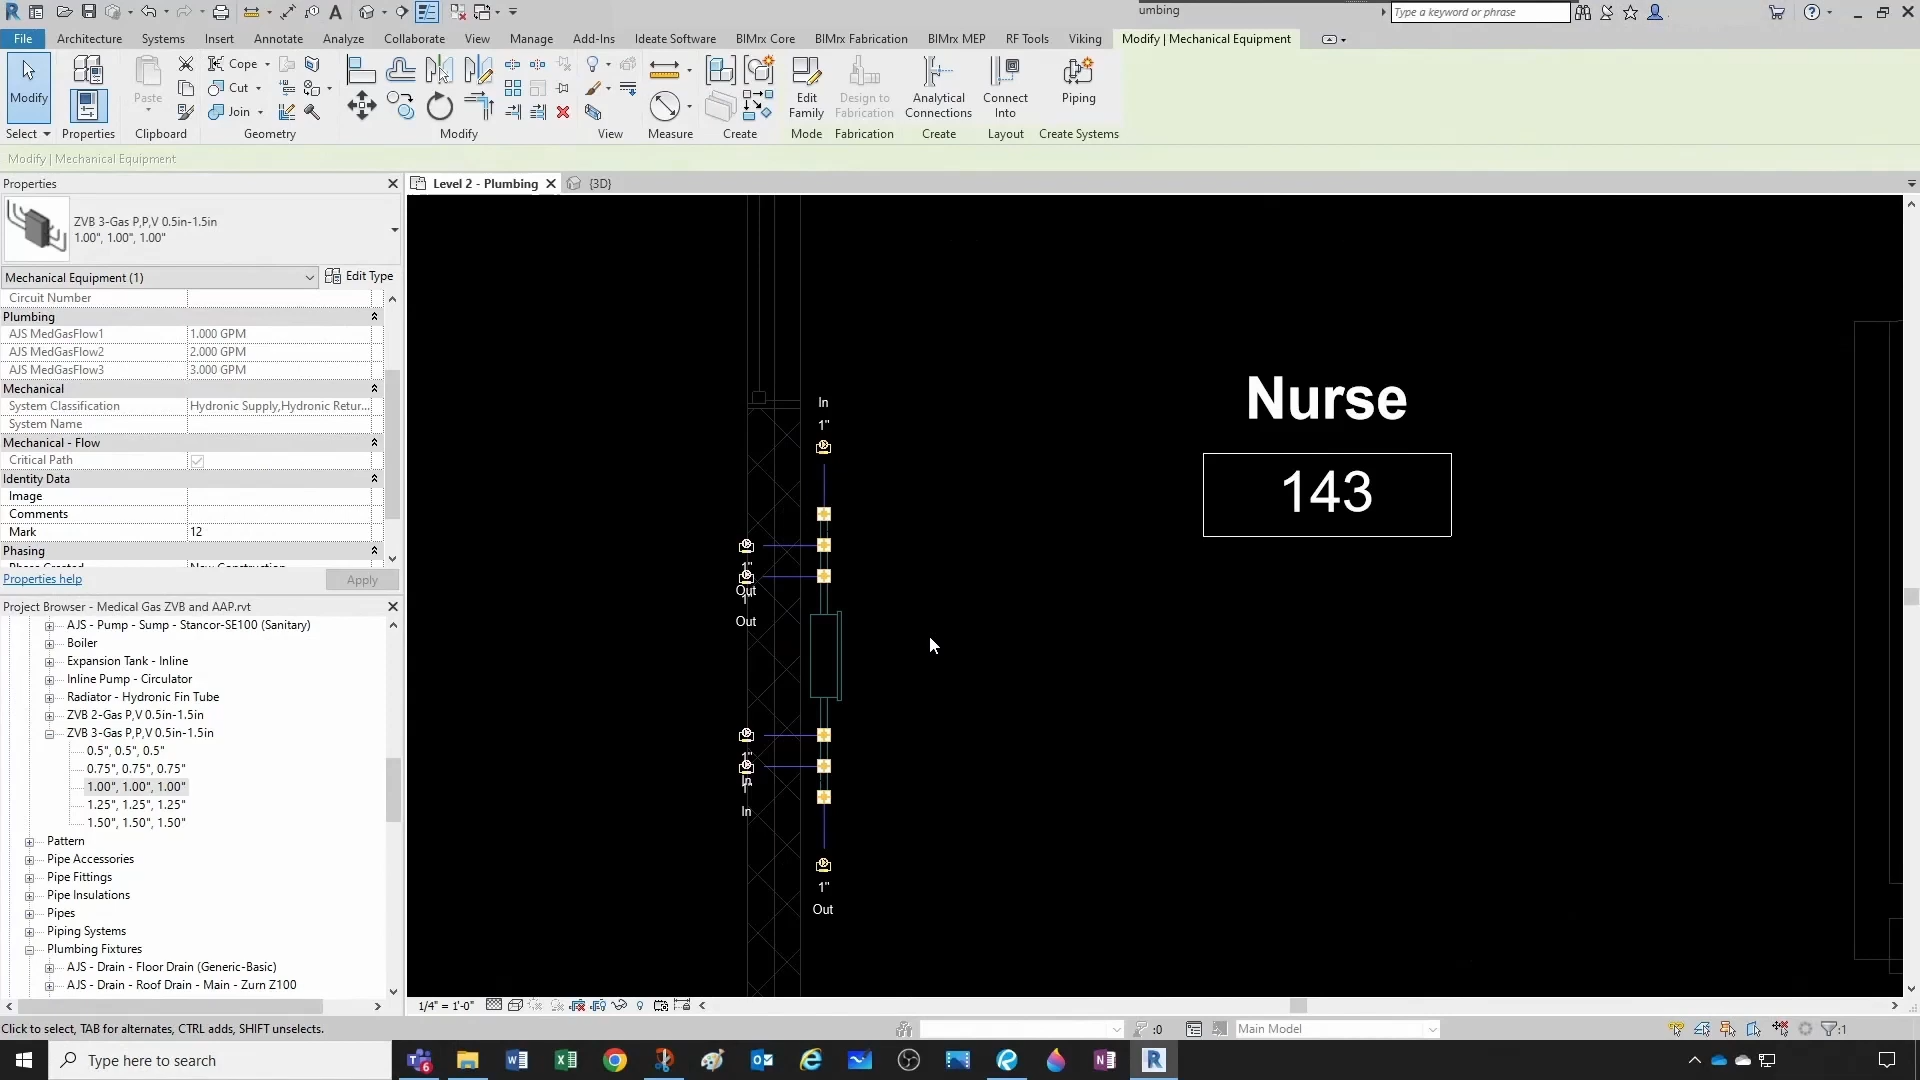 umbing
Type a keyword or phrase
File
Architecture
Systems
Insert
Annotate
Analyze
Collaborate
View
Manage
Add-Ins
Ideate Software
BIMrx Core
BIMrx Fabrication
BIMrx MEP
RF Tools
Viking
Modify | Mechanical Equipment
Modify
Paste
Cope
Cut
Join
Edit
Family
Design to
Fabrication
Analytical
Connections
Connect
Into
Piping
Select
Properties
Clipboard
Geometry
Modify
View
Measure
Create
Mode
Fabrication
Create
Layout
Create Systems
Modify | Mechanical Equipment
Properties
Level 2 - Plumbing
{3D}
ZVB 3-Gas P,P,V 0.5in-1.5in
1.00", 1.00", 1.00"
Mechanical Equipment (1)
Edit Type
Circuit Number
Plumbing
AJS MedGasFlow1 1.000 GPM
AJS MedGasFlow2 2.000 GPM
AJS MedGasFlow3 3.000 GPM
Mechanical
System Classification Hydronic Supply,Hydronic Retur...
System Name
Mechanical - Flow
Critical Path
Identity Data
Image
Comments
Mark 12
Phasing
Properties help
Apply
Project Browser - Medical Gas ZVB and AAP.rvt
AJS - Pump - Sump - Stancor-SE100 (Sanitary)
Boiler
Expansion Tank - Inline
Inline Pump - Circulator
Radiator - Hydronic Fin Tube
ZVB 2-Gas P,V 0.5in-1.5in
ZVB 3-Gas P,P,V 0.5in-1.5in
0.5", 0.5", 0.5"
0.75", 0.75", 0.75"
1.00", 1.00", 1.00"
1.25", 1.25", 1.25"
1.50", 1.50", 1.50"
Pattern
Pipe Accessories
Pipe Fittings
Pipe Insulations
Pipes
Piping Systems
Plumbing Fixtures
AJS - Drain - Floor Drain (Generic-Basic)
AJS - Drain - Roof Drain - Main - Zurn Z100
In
1"
1"
Out
1"
Out
1"
In
1"
In
1"
Out
Nurse
143
1/4" = 1'-0"
Click to select, TAB for alternates, CTRL adds, SHIFT unselects.
:0
Main Model
:1
Type here to search
6